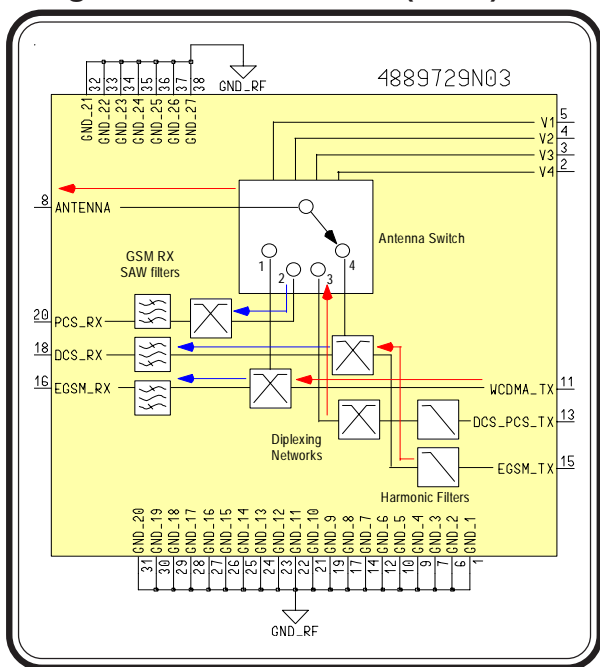 4889729N03
32 33 34 35 36 37 38
GND_RF
GND_21 GND_22 GND_23 GND_24 GND_25 GND_26 GND_27
V1 5
V2 4
V3 3
V4 2
8 ANTENNA
Antenna Switch
1 2 3 4
GSM RX
SAW filters
20 PCS_RX
18 DCS_RX
16 EGSM_RX
WCDMA_TX 11
DCS_PCS_TX 13
EGSM_TX 15
Diplexing
Networks
Harmonic Filters
GND_20 GND_19 GND_18 GND_17 GND_16 GND_15 GND_14 GND_13 GND_12 GND_11 GND_10 GND_9 GND_8 GND_7 GND_6 GND_5 GND_4 GND_3 GND_2 GND_1
31 30 29 28 27 26 25 24 23 22 21 19 17 14 12 10 9 7 6 1
GND_RF